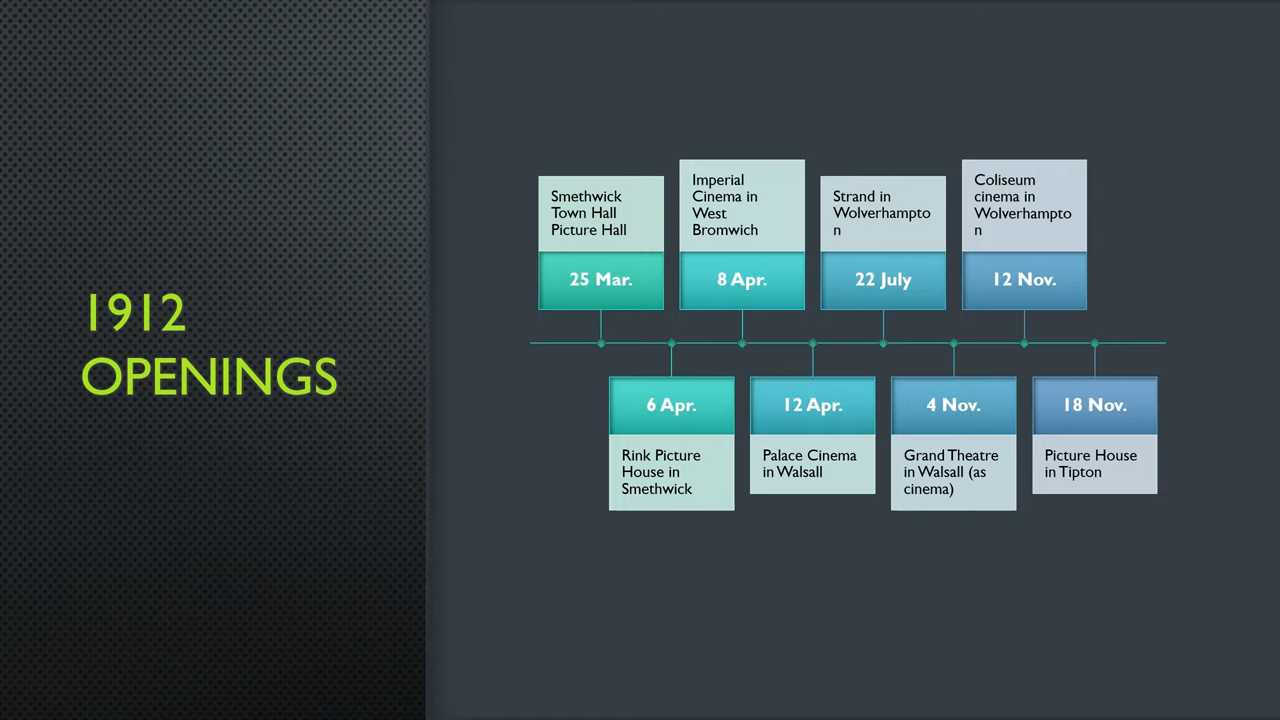 1912
OPENINGS
Smethwick
Town Hall
Picture Hall
25 Mar.
6 Apr.
Rink Picture
House in
Smethwick
Imperial
Cinema in
West
Bromwich
8 Apr.
12 Apr.
Palace Cinema
in Walsall
Strand in
Wolverhampto
n
22 July
4 Nov.
Grand Theatre
in Walsall (as
cinema)
Coliseum
cinema in
Wolverhampto
n
12 Nov.
18 Nov.
Picture House
in Tipton